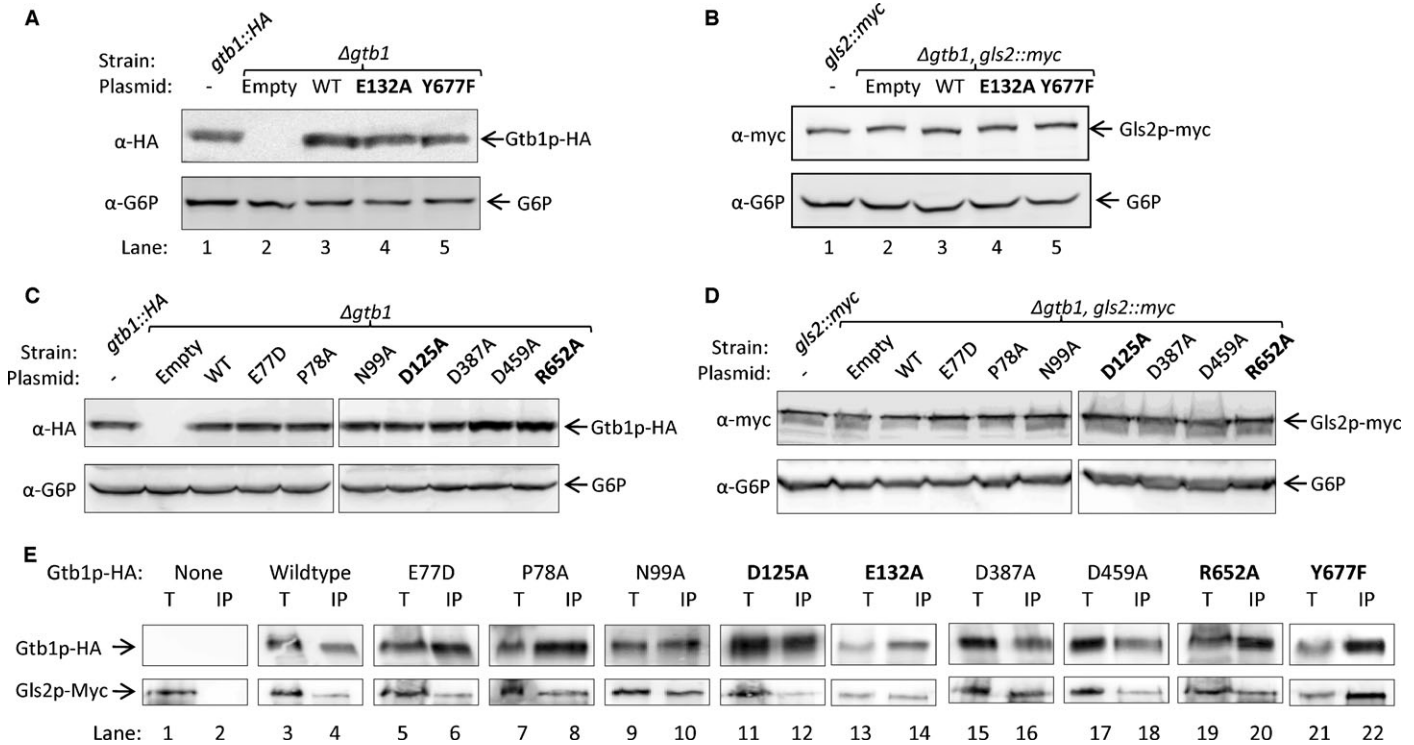 A
gtb1::HA
Δgtb1
Strain:
Plasmid: - Empty WT E132A Y677F
α-HA Gtb1p-HA
α-G6P G6P
Lane: 1 2 3 4 5
B
gls2::myc
Δgtb1, gls2::myc
Strain:
Plasmid: - Empty WT E132A Y677F
α-myc Gls2p-myc
α-G6P G6P
1 2 3 4 5
C
gtb1::HA
Δgtb1
Strain:
Plasmid: - Empty WT E77D P78A N99A D125A D387A D459A R652A
α-HA Gtb1p-HA
α-G6P G6P
D
gls2::myc
Δgtb1, gls2::myc
Strain:
Plasmid: - Empty WT E77D P78A N99A D125A D387A D459A R652A
α-myc Gls2p-myc
α-G6P G6P
E
Gtb1p-HA: None Wildtype E77D P78A N99A D125A E132A D387A D459A R652A Y677F
T IP T IP T IP T IP T IP T IP T IP T IP T IP T IP T IP
Gtb1p-HA
Gls2p-Myc
Lane: 1 2 3 4 5 6 7 8 9 10 11 12 13 14 15 16 17 18 19 20 21 22